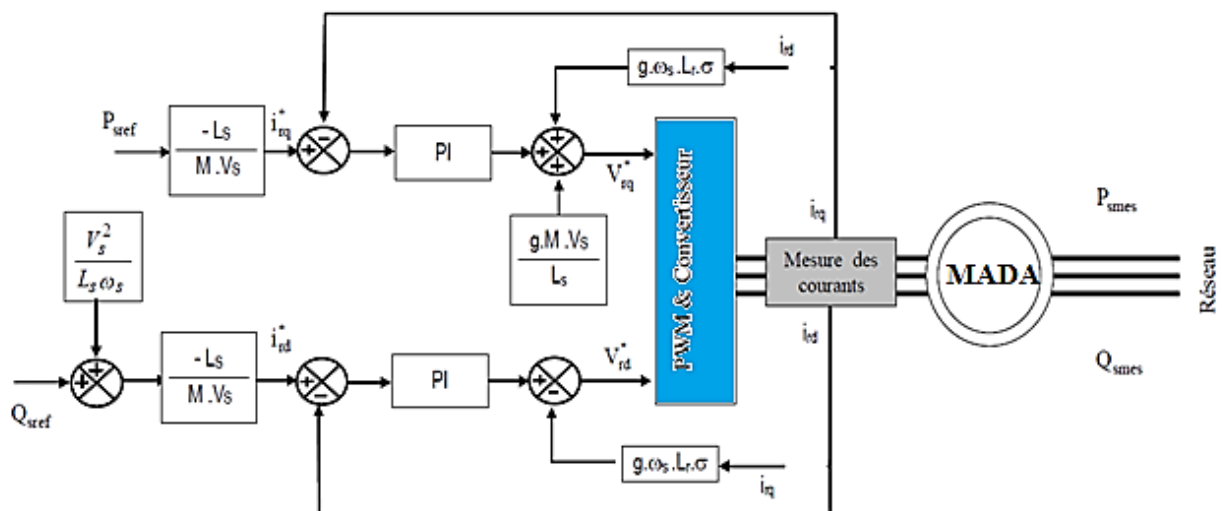 g.ωs.Lr.σ
ird
Psref
-Ls
M.Vs
i*rq
- +
PI
+ + +
V*rq
g.M.Vs
Ls
PWM & Convertisseur
irq
Mesure des
courants
ird
MADA
Psmes
Qsmes
Réseau
Vs²
Lsωs
+ +
Qsref
-Ls
M.Vs
i*rd
+ -
PI
+ -
V*rd
g.ωs.Lr.σ
irq